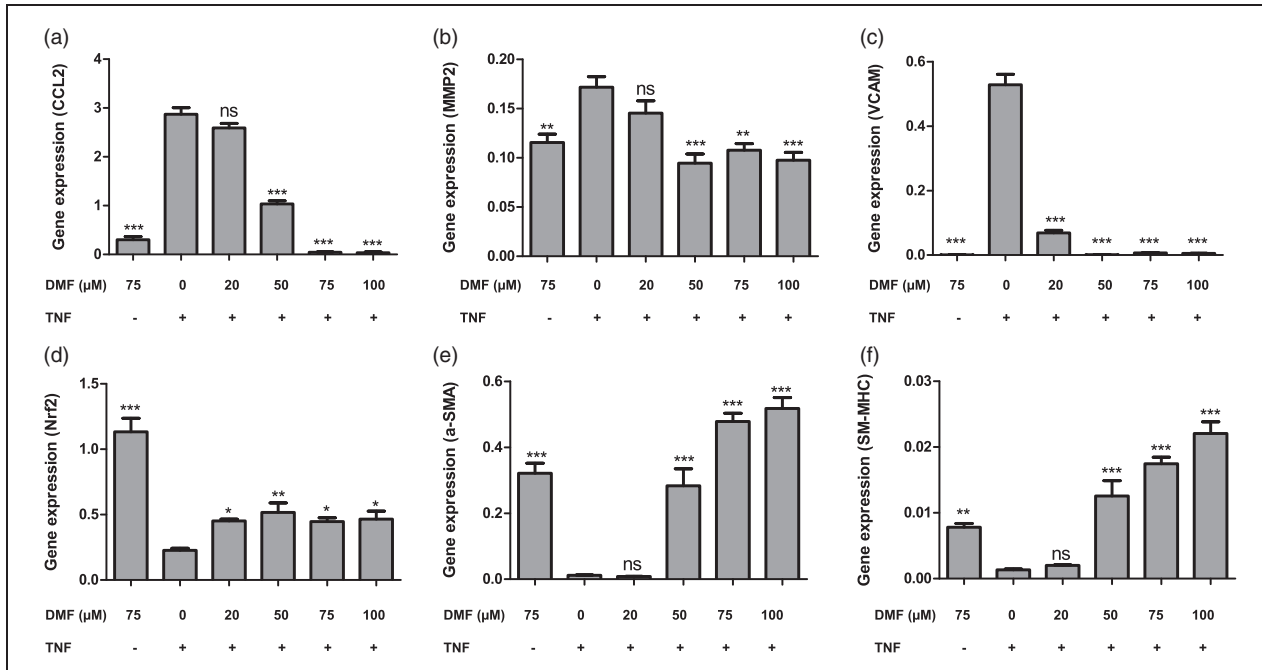 (a)
Gene expression (CCL2)
4
3
2
1
0
***
ns
***
***
***
DMF (µM) 75 0 20 50 75 100
TNF - + + + + +
(b)
Gene expression (MMP2)
0.20
0.15
0.10
0.05
0.00
**
ns
***
**
***
DMF (µM) 75 0 20 50 75 100
TNF - + + + + +
(c)
Gene expression (VCAM)
0.6
0.4
0.2
0.0
***
***
***
***
***
DMF (µM) 75 0 20 50 75 100
TNF - + + + + +
(d)
Gene expression (Nrf2)
1.5
1.0
0.5
0.0
***
*
**
*
*
DMF (µM) 75 0 20 50 75 100
TNF - + + + + +
(e)
Gene expression (a-SMA)
0.6
0.4
0.2
0.0
***
ns
***
***
***
DMF (µM) 75 0 20 50 75 100
TNF - + + + + +
(f)
Gene expression (SM-MHC)
0.03
0.02
0.01
0.00
**
ns
***
***
***
DMF (µM) 75 0 20 50 75 100
TNF - + + + + +